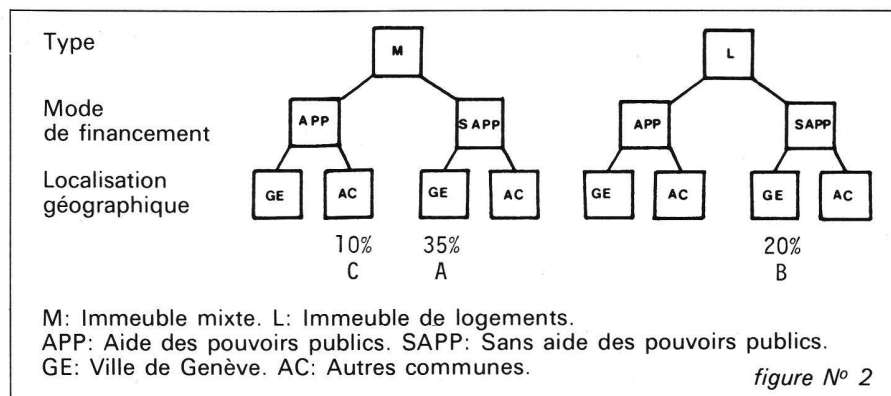 Type
M
L
Mode
de financement
APP
SAPP
APP
SAPP
Localisation
géographique
GE
AC
GE
AC
GE
AC
GE
AC
10%
35%
20%
C
A
B
M: Immeuble mixte. L: Immeuble de logements.
APP: Aide des pouvoirs publics. SAPP: Sans aide des pouvoirs publics.
GE: Ville de Genève. AC: Autres communes.
figure Nº 2